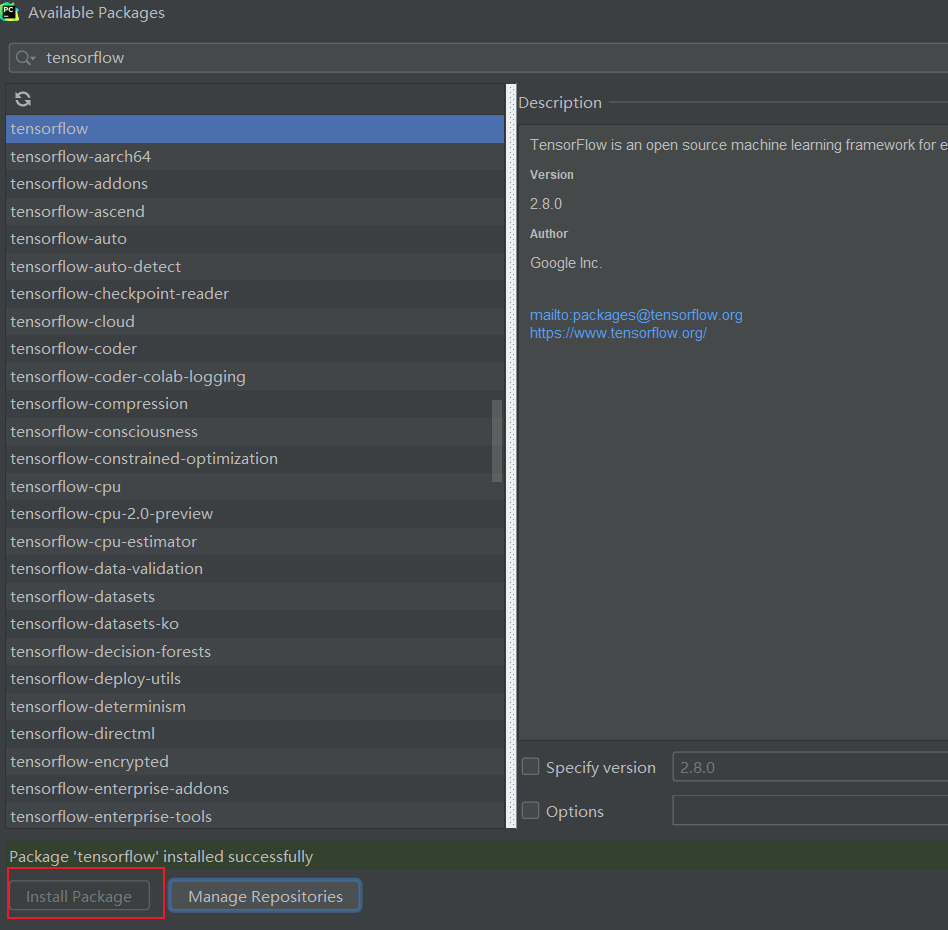 PC
Available Packages
tensorflow
tensorflow
tensorflow-aarch64
tensorflow-addons
tensorflow-ascend
tensorflow-auto
tensorflow-auto-detect
tensorflow-checkpoint-reader
tensorflow-cloud
tensorflow-coder
tensorflow-coder-colab-logging
tensorflow-compression
tensorflow-consciousness
tensorflow-constrained-optimization
tensorflow-cpu
tensorflow-cpu-2.0-preview
tensorflow-cpu-estimator
tensorflow-data-validation
tensorflow-datasets
tensorflow-datasets-ko
tensorflow-decision-forests
tensorflow-deploy-utils
tensorflow-determinism
tensorflow-directml
tensorflow-encrypted
tensorflow-enterprise-addons
tensorflow-enterprise-tools
Description
TensorFlow is an open source machine learning framework for e
Version
2.8.0
Author
Google Inc.
mailto:packages@tensorflow.org
https://www.tensorflow.org/
Specify version 2.8.0
Options
Package 'tensorflow' installed successfully
Install Package Manage Repositories